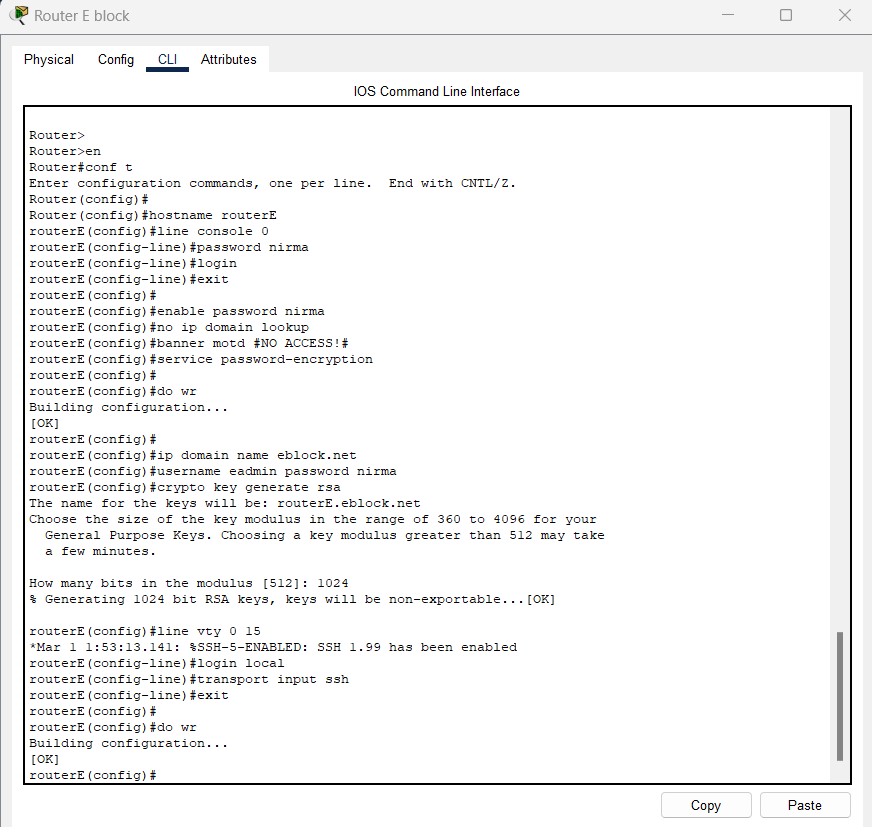 Router E block
Physical Config CLI Attributes
IOS Command Line Interface
Router>
Router>en
Router#conf t
Enter configuration commands, one per line.  End with CNTL/Z.
Router(config)#
Router(config)#hostname routerE
routerE(config)#line console 0
routerE(config-line)#password nirma
routerE(config-line)#login
routerE(config-line)#exit
routerE(config)#
routerE(config)#enable password nirma
routerE(config)#no ip domain lookup
routerE(config)#banner motd #NO ACCESS!#
routerE(config)#service password-encryption
routerE(config)#
routerE(config)#do wr
Building configuration...
[OK]
routerE(config)#
routerE(config)#ip domain name eblock.net
routerE(config)#username eadmin password nirma
routerE(config)#crypto key generate rsa
The name for the keys will be: routerE.eblock.net
Choose the size of the key modulus in the range of 360 to 4096 for your
  General Purpose Keys. Choosing a key modulus greater than 512 may take
  a few minutes.
How many bits in the modulus [512]: 1024
% Generating 1024 bit RSA keys, keys will be non-exportable...[OK]
routerE(config)#line vty 0 15
*Mar 1 1:53:13.141: %SSH-5-ENABLED: SSH 1.99 has been enabled
routerE(config-line)#login local
routerE(config-line)#transport input ssh
routerE(config-line)#exit
routerE(config)#
routerE(config)#do wr
Building configuration...
[OK]
routerE(config)#
Copy Paste